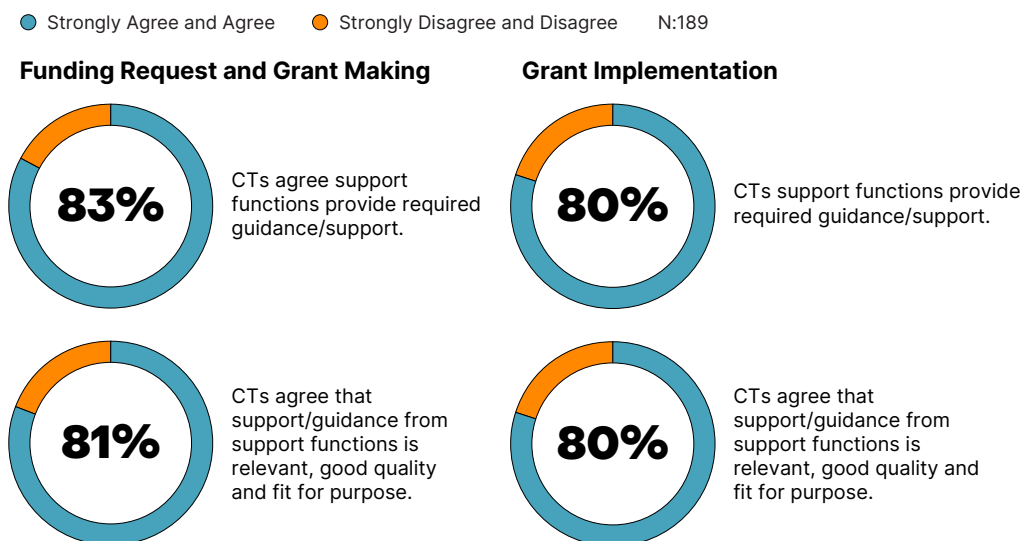 Strongly Agree and Agree
Strongly Disagree and Disagree
N:189
Funding Request and Grant Making
83%
CTs agree support
functions provide required
guidance/support.
81%
CTs agree that
support/guidance from
support functions is
relevant, good quality
and fit for purpose.
Grant Implementation
80%
CTs support functions provide
required guidance/support.
80%
CTs agree that
support/guidance from
support functions is
relevant, good quality and
fit for purpose.